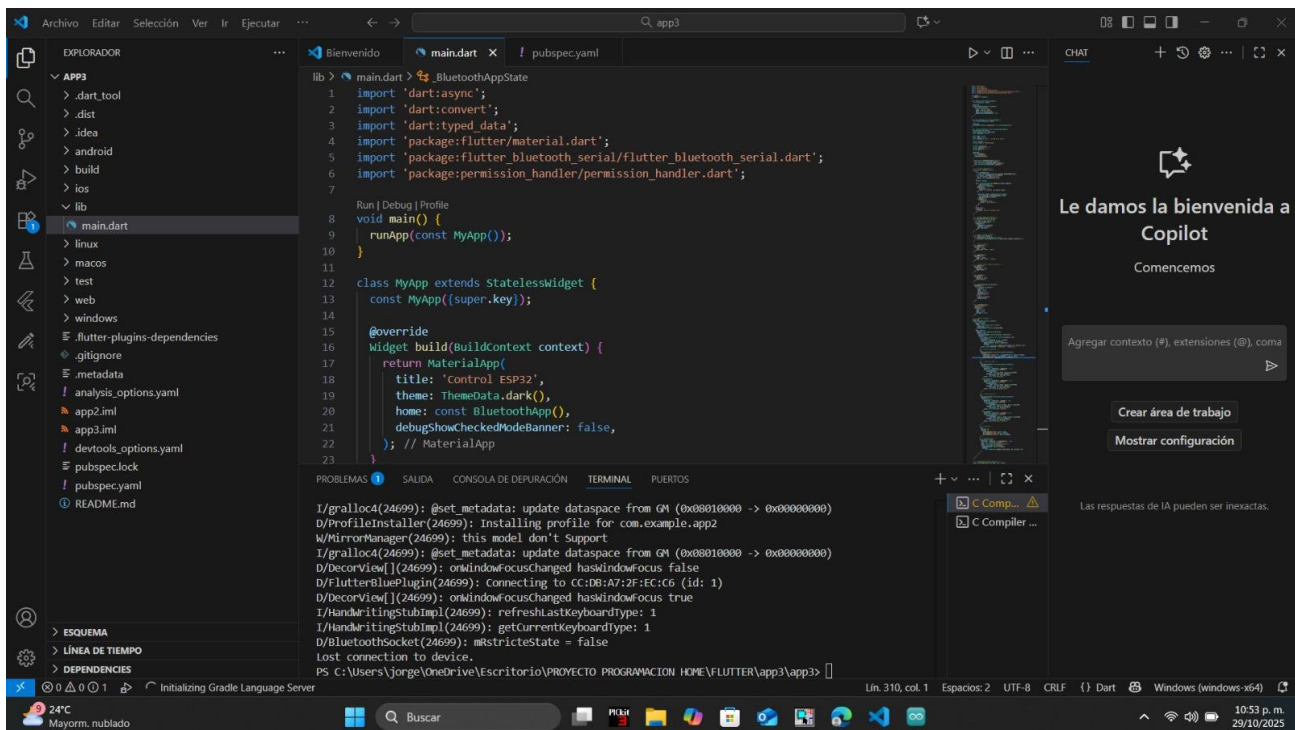 Archivo Editar Selección Ver Ir Ejecutar ... app3
EXPLORADOR ...
APP3
.dart_tool
.dist
.idea
android
build
ios
lib
main.dart
linux
macos
test
web
windows
.flutter-plugins-dependencies
.gitignore
.metadata
analysis_options.yaml
app2.iml
app3.iml
devtools_options.yaml
pubspec.lock
pubspec.yaml
README.md
ESQUEMA
LÍNEA DE TIEMPO
DEPENDENCIES
Bienvenido main.dart pubspec.yaml
lib > main.dart > _BluetoothAppState
1 import 'dart:async';
2 import 'dart:convert';
3 import 'dart:typed_data';
4 import 'package:flutter/material.dart';
5 import 'package:flutter_bluetooth_serial/flutter_bluetooth_serial.dart';
6 import 'package:permission_handler/permission_handler.dart';
7
Run | Debug | Profile
8 void main() {
9 runApp(const MyApp());
10 }
11
12 class MyApp extends StatelessWidget {
13 const MyApp({super.key});
14
15 @override
16 Widget build(BuildContext context) {
17 return MaterialApp(
18 title: 'Control ESP32',
19 theme: ThemeData.dark(),
20 home: const BluetoothApp(),
21 debugShowCheckedModeBanner: false,
22 ); // MaterialApp
23 }
PROBLEMAS 1 SALIDA CONSOLA DE DEPURACIÓN TERMINAL PUERTOS
I/gralloc4(24699): @set_metadata: update dataspace from GM (0x08010000 -> 0x00000000)
D/ProfileInstaller(24699): Installing profile for com.example.app2
W/MirrorManager(24699): this model don't Support
I/gralloc4(24699): @set_metadata: update dataspace from GM (0x08010000 -> 0x00000000)
D/DecorView[](24699): onWindowFocusChanged hasWindowFocus false
D/FlutterBluePlugin(24699): Connecting to CC:DB:A7:2F:EC:C6 (id: 1)
D/DecorView[](24699): onWindowFocusChanged hasWindowFocus true
I/HandWritingStubImpl(24699): refreshLastKeyboardType: 1
I/HandWritingStubImpl(24699): getCurrentKeyboardType: 1
D/BluetoothSocket(24699): mRstricteState = false
Lost connection to device.
PS C:\Users\jorge\OneDrive\Escritorio\PROYECTO PROGRAMACION HOME\FLUTTER\app3\app3>
C Comp...
C Compiler ...
CHAT
Le damos la bienvenida a
Copilot
Comencemos
Agregar contexto (#), extensiones (@), coma
Crear área de trabajo
Mostrar configuración
Las respuestas de IA pueden ser inexactas.
0 0 1 Initializing Gradle Language Server Lín. 310, col. 1 Espacios: 2 UTF-8 CRLF {} Dart Windows (windows-x64)
9 24°C
Mayorm. nublado
Buscar
10:53 p. m.
29/10/2025